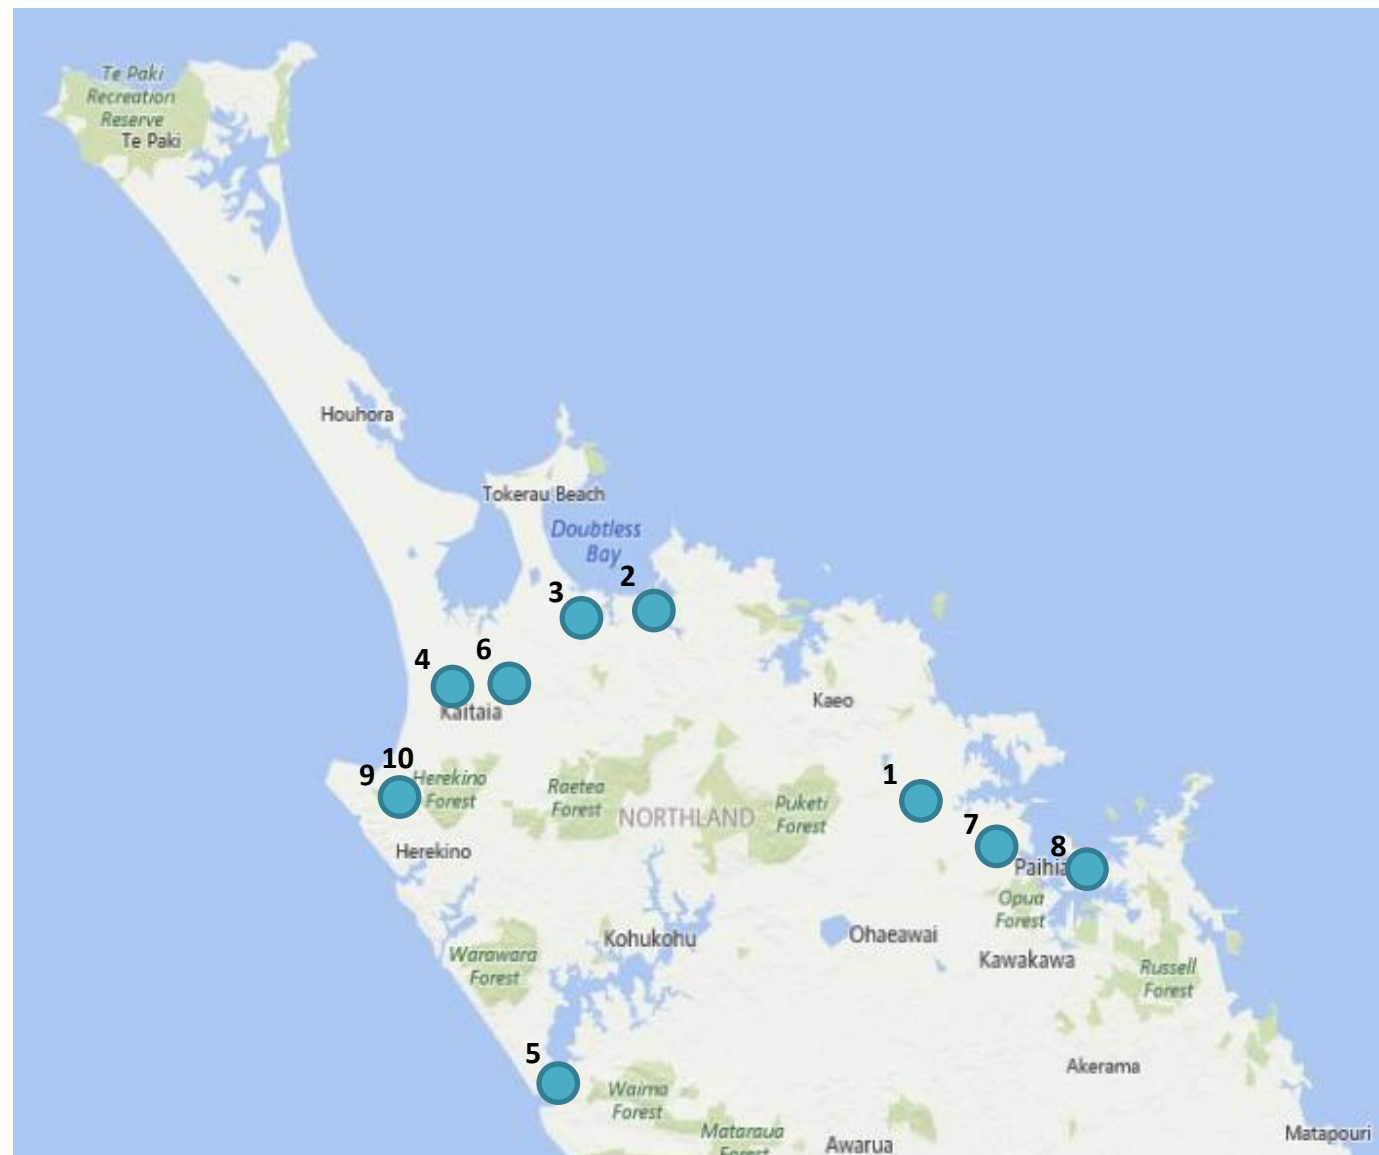 Te Paki
Recreation
Reserve
Te Paki
Houhora
Tokerau Beach
Doubtless
Bay
2
3
6
4
Kaitaia
Kaeo
10
9
Herekino
Forest
Raetea
Forest
NORTHLAND
Puketi
Forest
1
7
8
Paihia
Herekino
Opua
Forest
Kohukohu
Ohaeawai
Kawakawa
Warawara
Forest
Russell
Forest
5
Akerama
Waima
Forest
Mataraua
Forest
Awarua
Matapouri